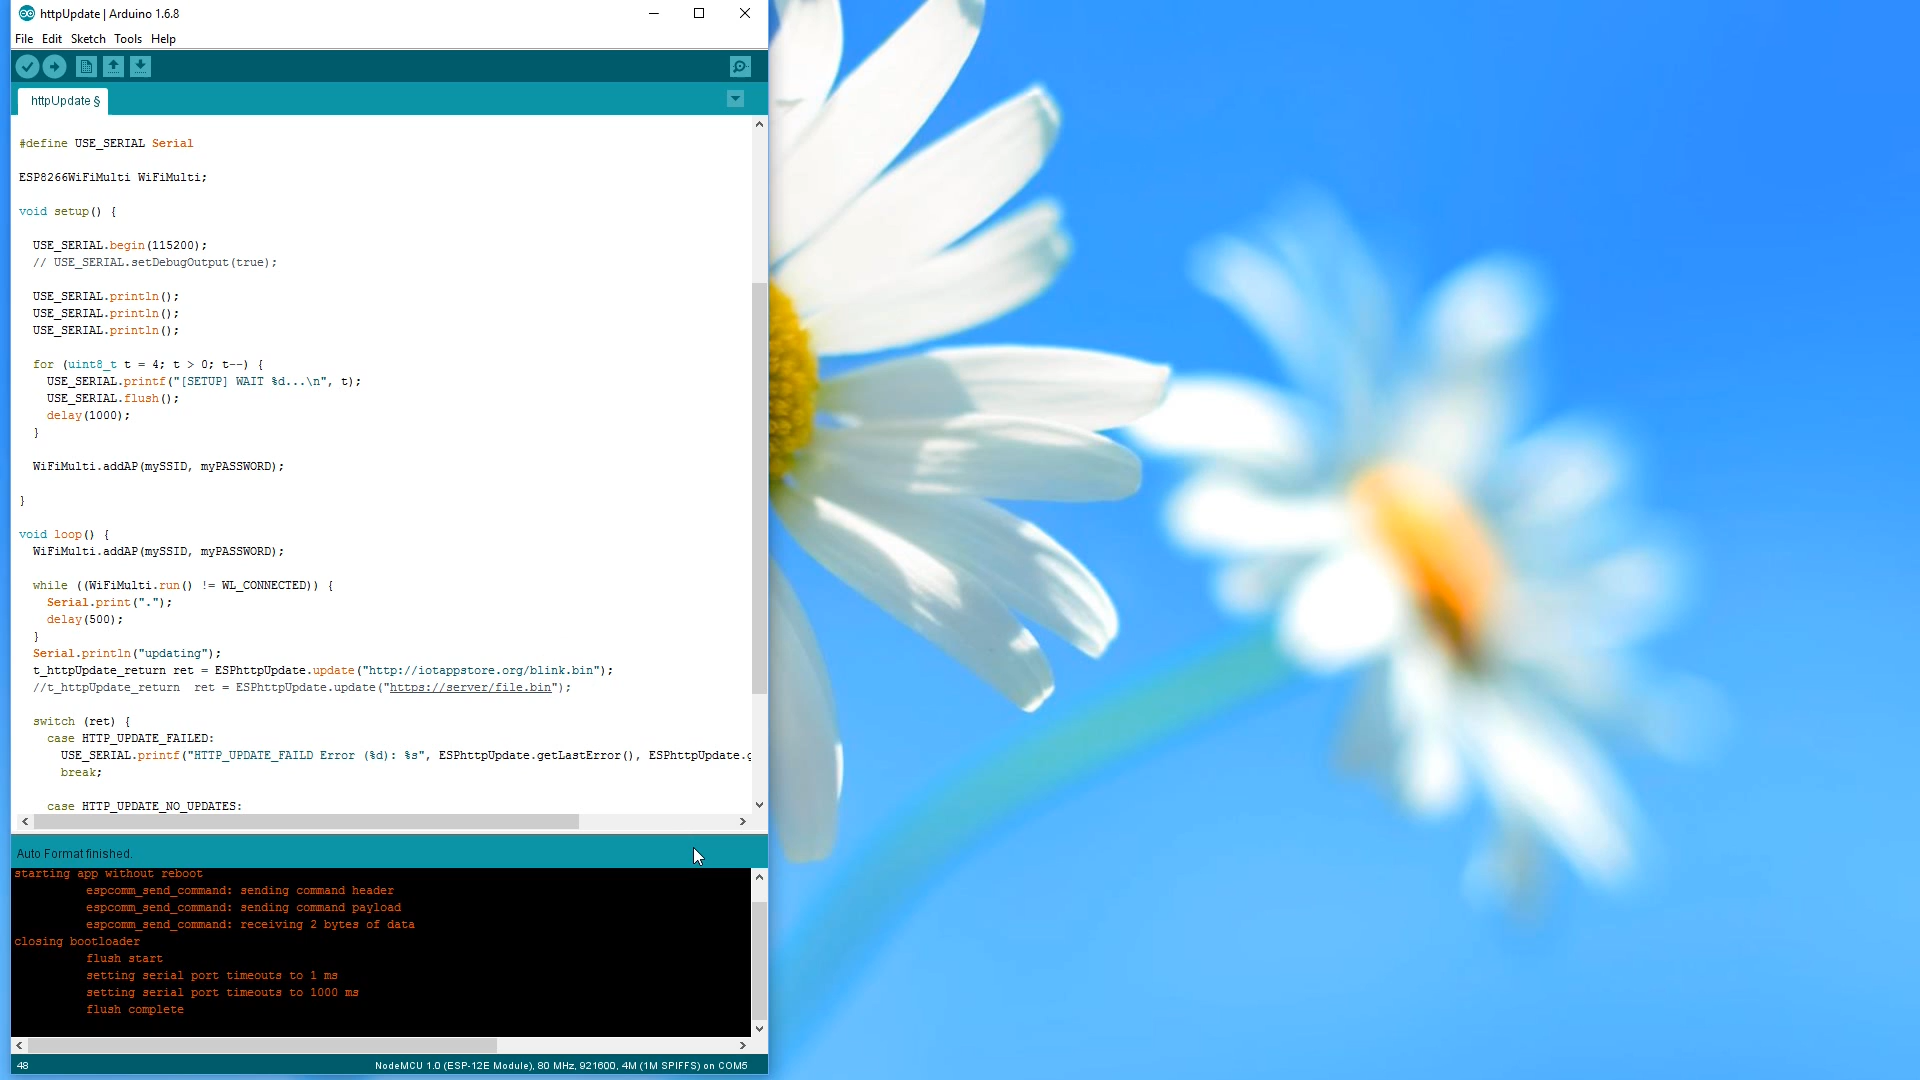 httpUpdate | Arduino 1.6.8
File Edit Sketch Tools Help
httpUpdate §
#define USE_SERIAL Serial
ESP8266WiFiMulti WiFiMulti;
void setup() {
USE_SERIAL.begin(115200);
// USE_SERIAL.setDebugOutput(true);
USE_SERIAL.println();
USE_SERIAL.println();
USE_SERIAL.println();
for (uint8_t t = 4; t > 0; t--) {
USE_SERIAL.printf("[SETUP] WAIT %d...\n", t);
USE_SERIAL.flush();
delay(1000);
}
WiFiMulti.addAP(mySSID, myPASSWORD);
}
void loop() {
WiFiMulti.addAP(mySSID, myPASSWORD);
while ((WiFiMulti.run() != WL_CONNECTED)) {
Serial.print(".");
delay(500);
}
Serial.println("updating");
t_httpUpdate_return ret = ESPhttpUpdate.update("http://iotappstore.org/blink.bin");
//t_httpUpdate_return  ret = ESPhttpUpdate.update("https://server/file.bin");
switch (ret) {
case HTTP_UPDATE_FAILED:
USE_SERIAL.printf("HTTP_UPDATE_FAILD Error (%d): %s", ESPhttpUpdate.getLastError(), ESPhttpUpdate.g
break;
case HTTP_UPDATE_NO_UPDATES:
Auto Format finished.
starting app without reboot
espcomm_send_command: sending command header
espcomm_send_command: sending command payload
espcomm_send_command: receiving 2 bytes of data
closing bootloader
flush start
setting serial port timeouts to 1 ms
setting serial port timeouts to 1000 ms
flush complete
48 NodeMCU 1.0 (ESP-12E Module), 80 MHz, 921600, 4M (1M SPIFFS) on COM5